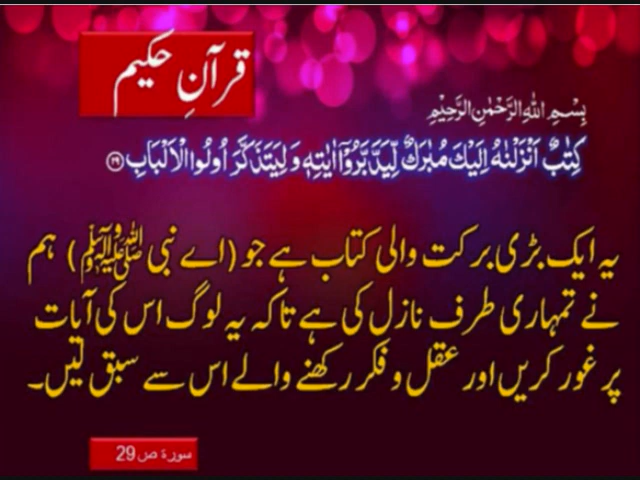 قرآنِ حکیم
بِسْمِ اللهِ الرَّحْمٰنِ الرَّحِيْمِ
كِتٰبٌ اَنْزَلْنٰهُ اِلَيْكَ مُبٰرَكٌ لِّيَدَّبَّرُوْٓا اٰيٰتِهٖ وَلِيَتَذَكَّرَ اُولُوا الْاَلْبَابِ ﴿۲۹﴾
یہ ایک بڑی برکت والی کتاب ہے جو (اے نبی ﷺ) ہم
نے تمہاری طرف نازل کی ہے تاکہ یہ لوگ اس کی آیات
پر غور کریں اور عقل و فکر رکھنے والے اس سے سبق لیں۔
سورۃ ص 29